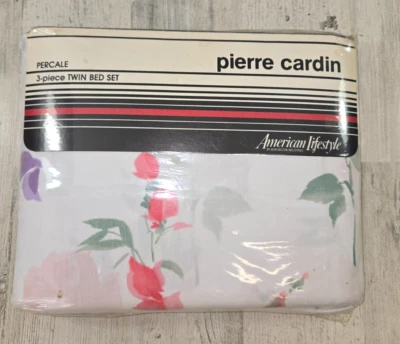 PERCALE
3-piece TWIN BED SET
pierre cardin
American lifestyle